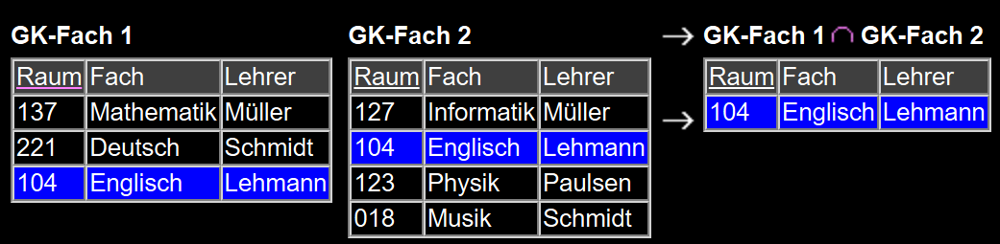 GK-Fach 1
Raum Fach Lehrer
137 Mathematik Müller
221 Deutsch Schmidt
104 Englisch Lehmann
GK-Fach 2
Raum Fach Lehrer
127 Informatik Müller
104 Englisch Lehmann
123 Physik Paulsen
018 Musik Schmidt
→ GK-Fach 1 ∩ GK-Fach 2
Raum Fach Lehrer
→ 104 Englisch Lehmann